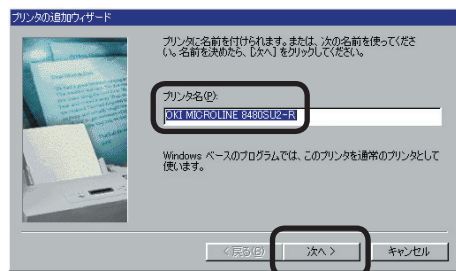 プリンタの追加ウィザード
プリンタに名前を付けられます。または、次の名前を使ってくださ
い。名前を決めたら、[次へ] をクリックしてください。
プリンタ名(P):
OKI MICROLINE 8480SU2-R
Windows ベースのプログラムでは、このプリンタを通常のプリンタとして
使います。
< 戻る(B)
次へ >
キャンセル